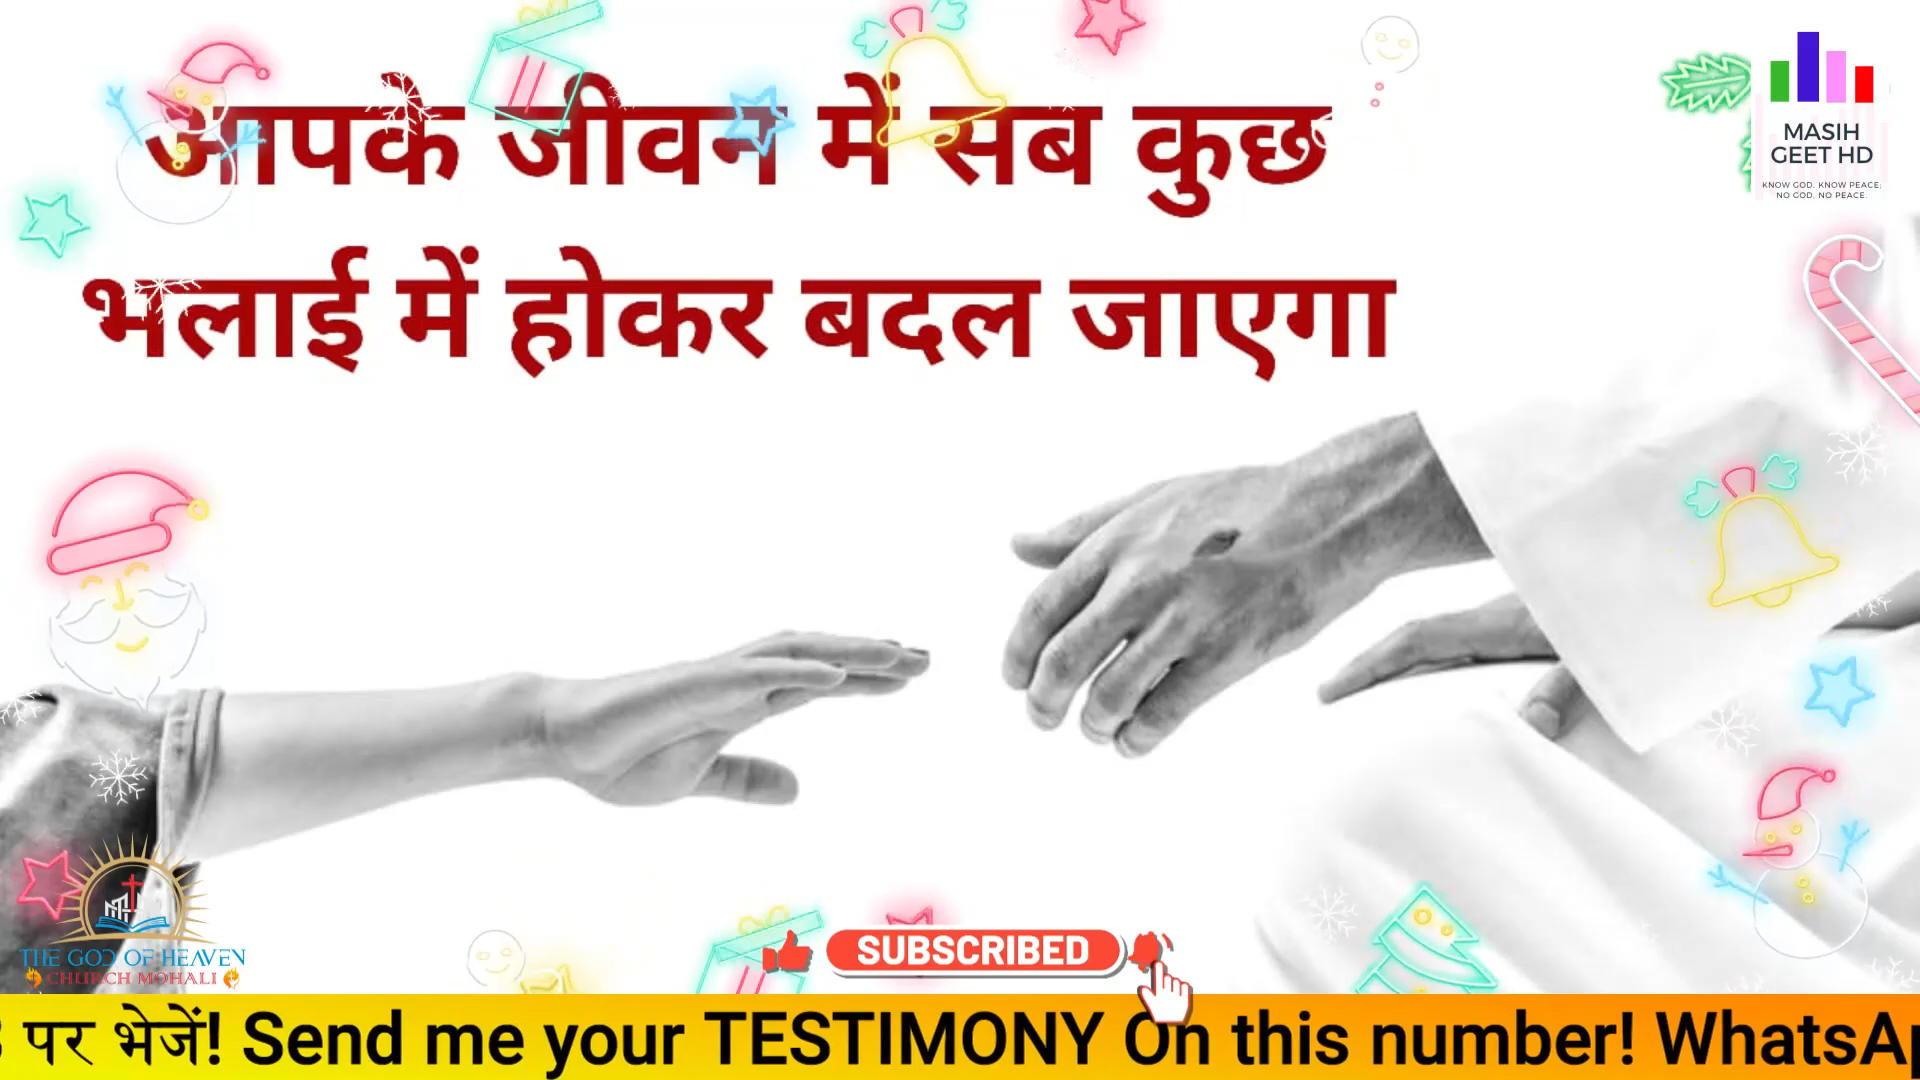 आपके जीवन में सब कुछ
भलाई में होकर बदल जाएगा
MASIH
GEET HD
KNOW GOD. KNOW PEACE;
NO GOD, NO PEACE.
THE GOD OF HEAVEN
CHURCH MOHALI
SUBSCRIBED
पर भेजें! Send me your TESTIMONY On this number! WhatsAp